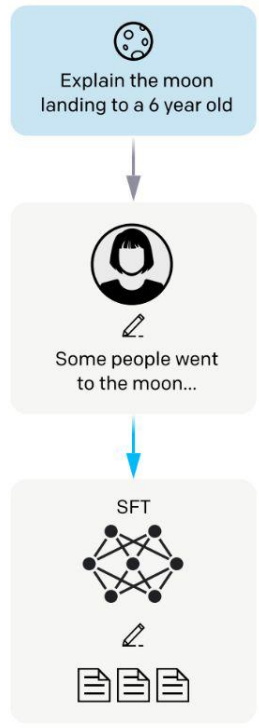 Explain the moon
landing to a 6 year old
Some people went
to the moon...
SFT